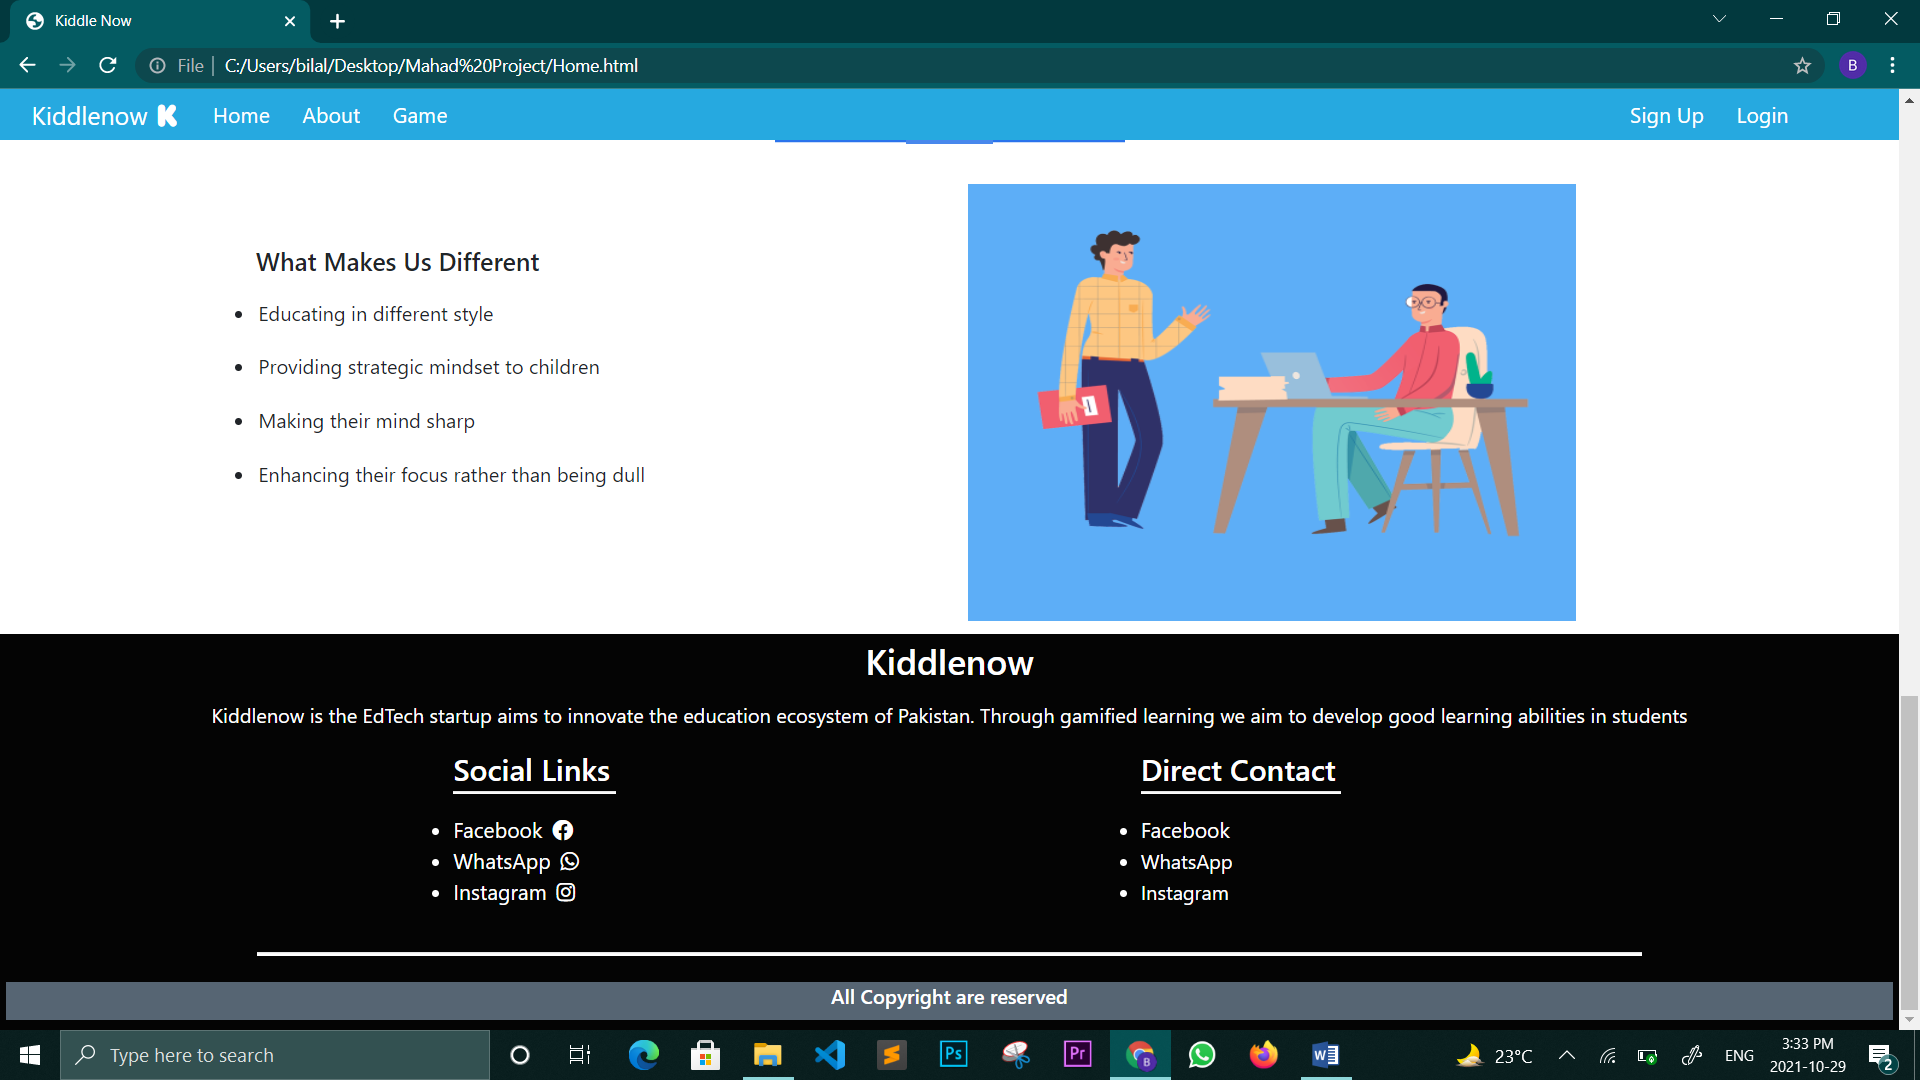 Kiddle Now
File | C:/Users/bilal/Desktop/Mahad%20Project/Home.html
B
Kiddlenow K Home About Game Sign Up Login
What Makes Us Different
• Educating in different style
• Providing strategic mindset to children
• Making their mind sharp
• Enhancing their focus rather than being dull
Kiddlenow
Kiddlenow is the EdTech startup aims to innovate the education ecosystem of Pakistan. Through gamified learning we aim to develop good learning abilities in students
Social Links
• Facebook
• WhatsApp
• Instagram
Direct Contact
• Facebook
• WhatsApp
• Instagram
All Copyright are reserved
Type here to search
Ps
Pr
B
W
23°C
ENG
3:33 PM
2021-10-29
2